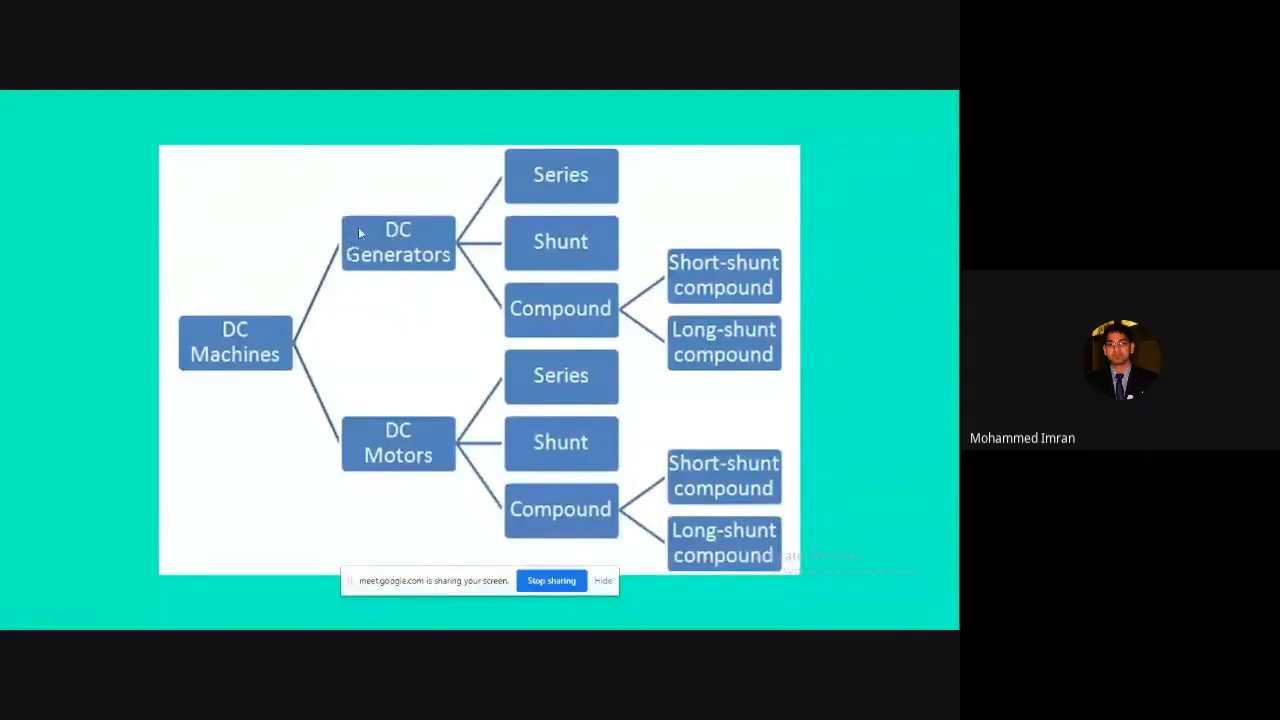 Series
DC
Generators
Shunt
Short-shunt
compound
Compound
Long-shunt
compound
DC
Machines
Series
DC
Motors
Shunt
Short-shunt
compound
Compound
Long-shunt
compound
meet.google.com is sharing your screen.
Stop sharing
Hide
Mohammed Imran